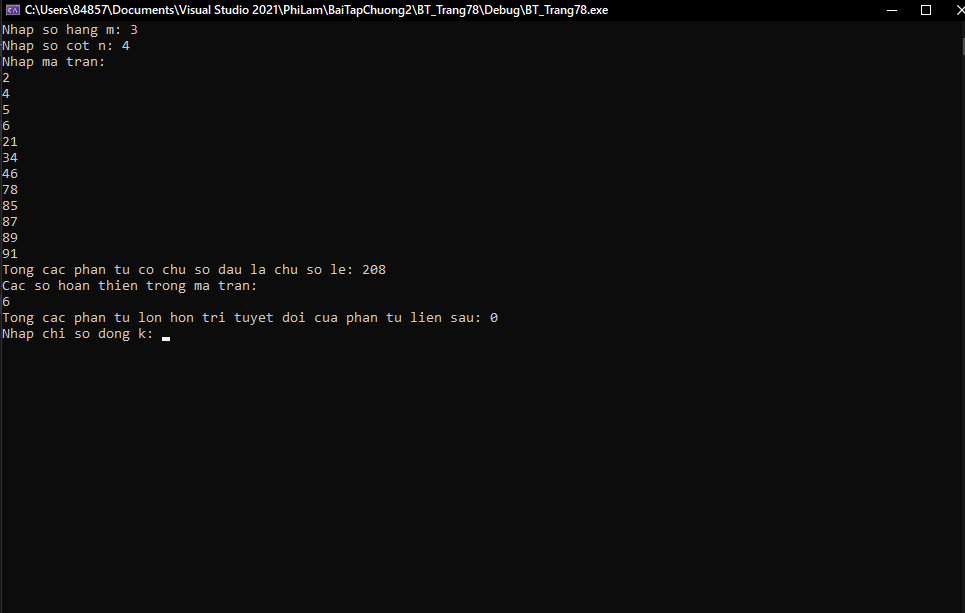 C:\Users\84857\Documents\Visual Studio 2021\PhiLam\BaiTapChuong2\BT_Trang78\Debug\BT_Trang78.exe
Nhap so hang m: 3
Nhap so cot n: 4
Nhap ma tran:
2
4
5
6
21
34
46
78
85
87
89
91
Tong cac phan tu co chu so dau la chu so le: 208
Cac so hoan thien trong ma tran:
6
Tong cac phan tu lon hon tri tuyet doi cua phan tu lien sau: 0
Nhap chi so dong k: